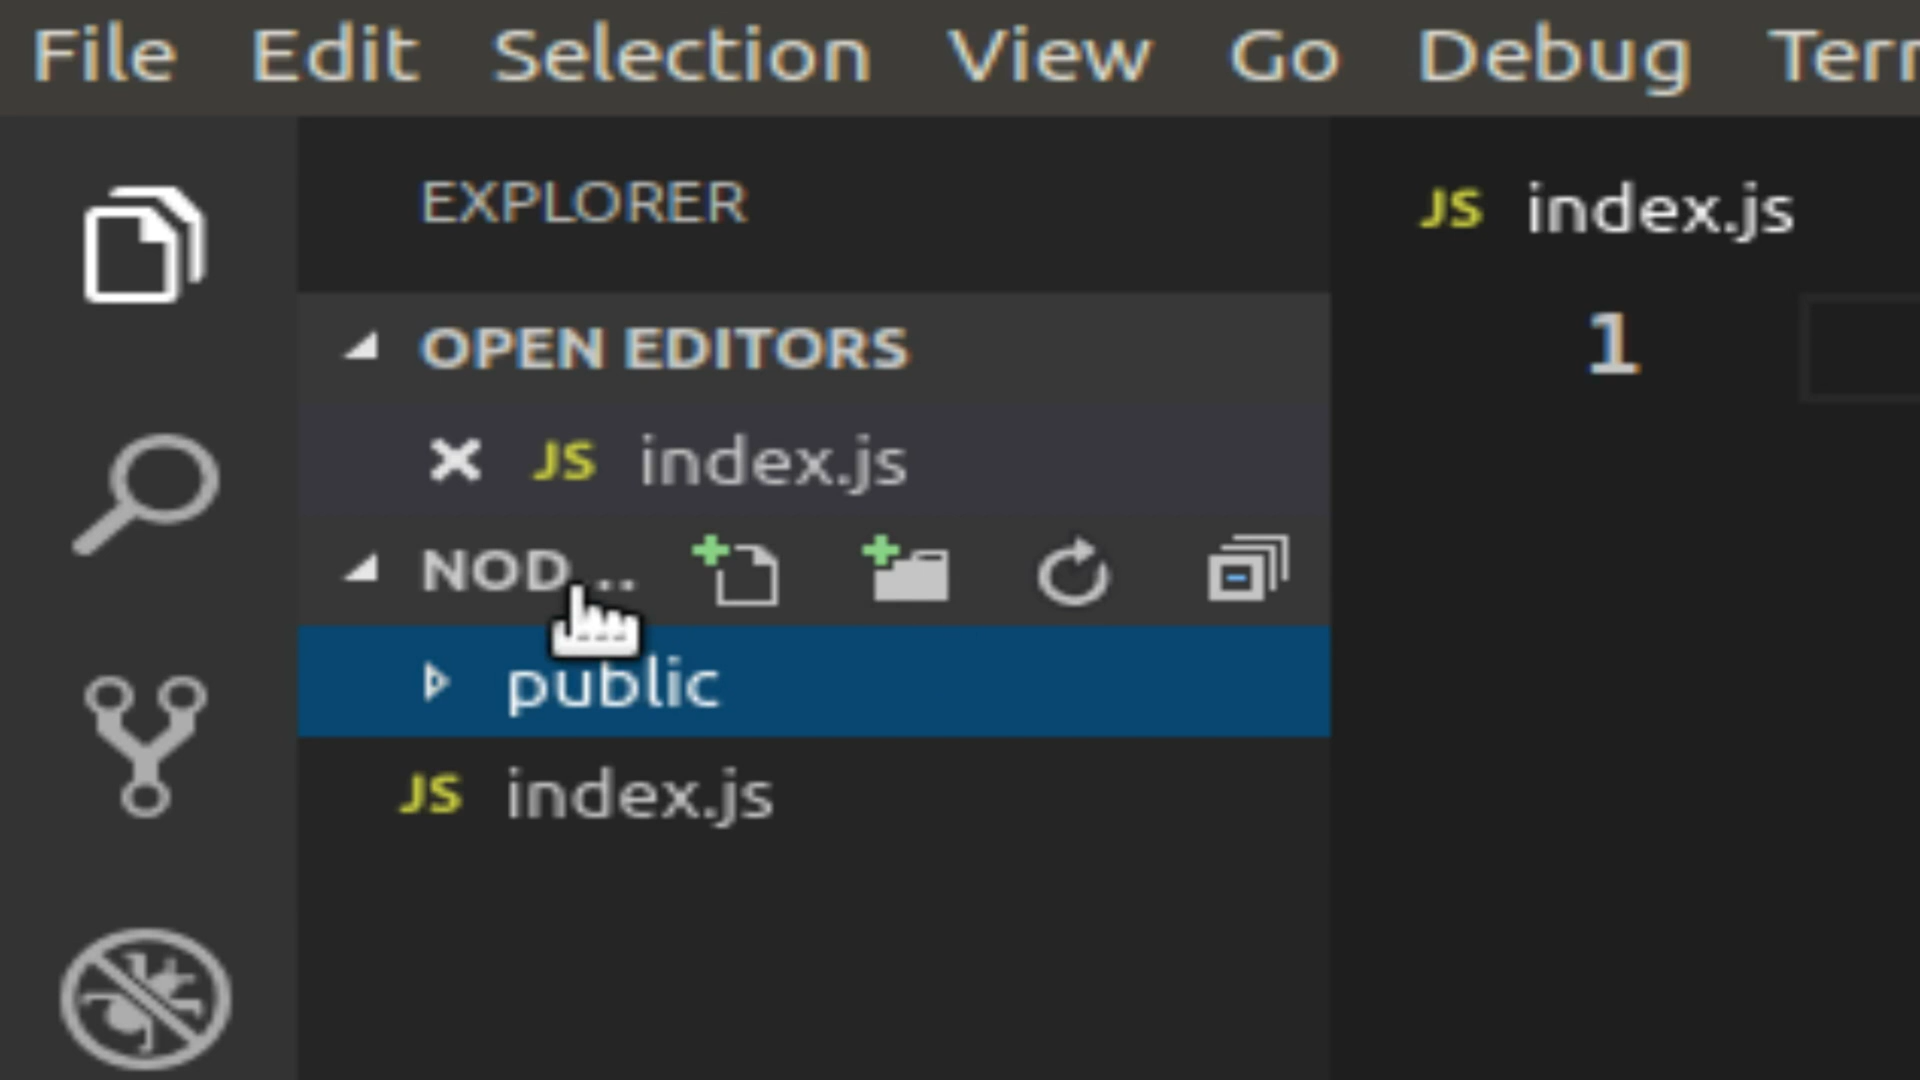 File Edit Selection View Go Debug Terr
EXPLORER
JS index.js
OPEN EDITORS
1
JS index.js
NOD...
public
JS index.js